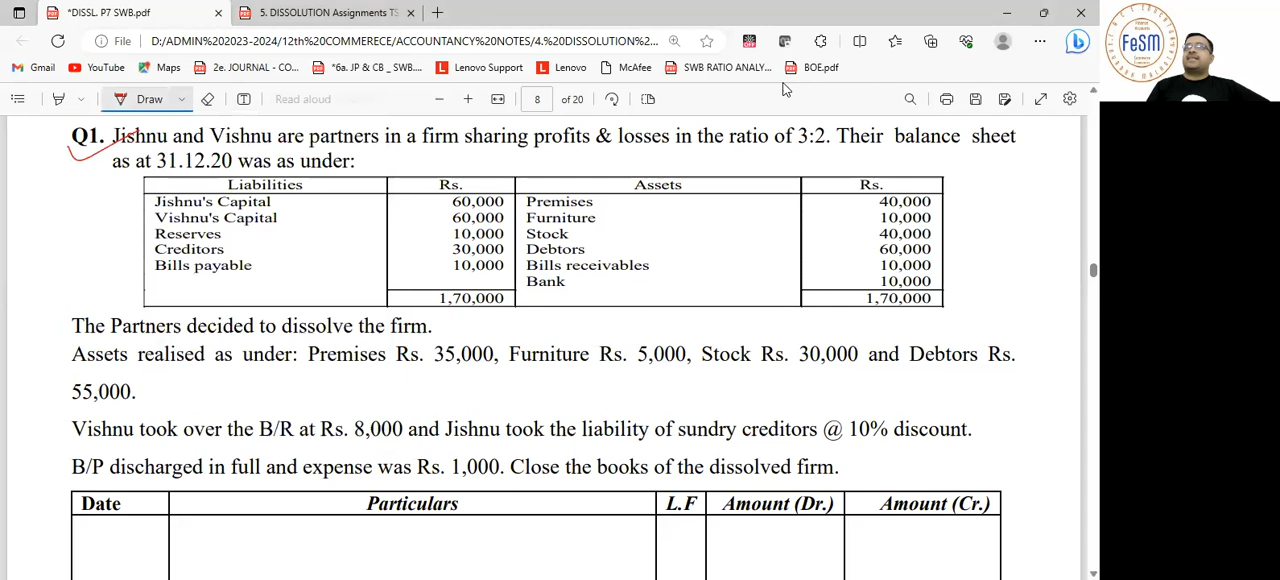 *DISSL. P7 SWB.pdf
5. DISSOLUTION Assignments TS
File
D:/ADMIN%202023-2024/12th%20COMMERECE/ACCOUNTANCE%20NOTES/4.%20DISSOLUTION%...
Gmail
YouTube
Maps
2e. JOURNAL - CO...
*6a. JP & CB _ SWB....
Lenovo Support
Lenovo
McAfee
SWB RATIO ANALY...
BOE.pdf
Draw
Read aloud
8
of 20
FeSM
Q1. Jishnu and Vishnu are partners in a firm sharing profits & losses in the ratio of 3:2. Their balance sheet
as at 31.12.20 was as under:
Liabilities Rs. Assets Rs.
Jishnu's Capital 60,000 Premises 40,000
Vishnu's Capital 60,000 Furniture 10,000
Reserves 10,000 Stock 40,000
Creditors 30,000 Debtors 60,000
Bills payable 10,000 Bills receivables 10,000
Bank 10,000
1,70,000 1,70,000
The Partners decided to dissolve the firm.
Assets realised as under: Premises Rs. 35,000, Furniture Rs. 5,000, Stock Rs. 30,000 and Debtors Rs.
55,000.
Vishnu took over the B/R at Rs. 8,000 and Jishnu took the liability of sundry creditors @ 10% discount.
B/P discharged in full and expense was Rs. 1,000. Close the books of the dissolved firm.
Date Particulars L.F Amount (Dr.) Amount (Cr.)